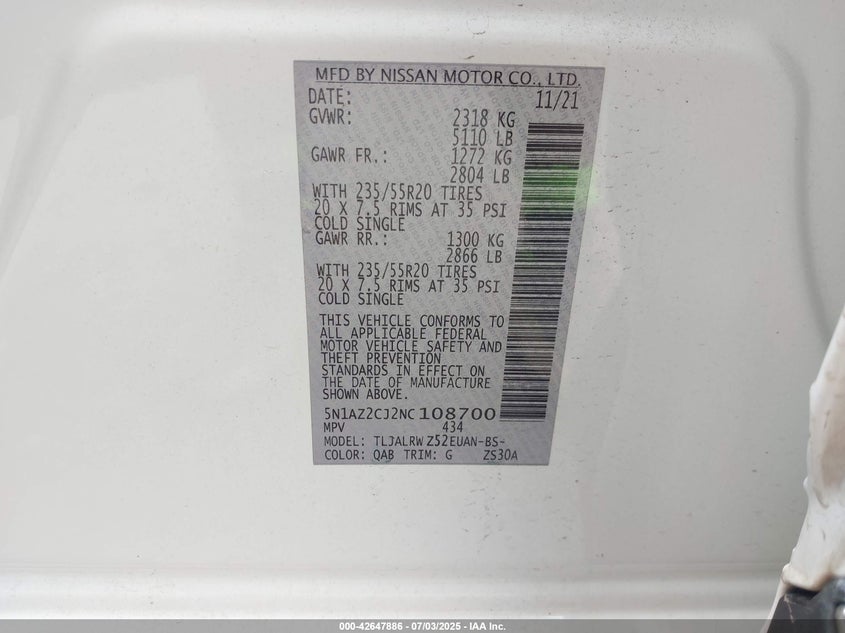 MFD BY NISSAN MOTOR CO., LTD.
DATE: 11/21
GVWR: 2318 KG
5110 LB
GAWR FR.: 1272 KG
2804 LB
WITH 235/55R20 TIRES
20 X 7.5 RIMS AT 35 PSI
COLD SINGLE
GAWR RR.: 1300 KG
2866 LB
WITH 235/55R20 TIRES
20 X 7.5 RIMS AT 35 PSI
COLD SINGLE
THIS VEHICLE CONFORMS TO
ALL APPLICABLE FEDERAL
MOTOR VEHICLE SAFETY AND
THEFT PREVENTION
STANDARDS IN EFFECT ON
THE DATE OF MANUFACTURE
SHOWN ABOVE.
5N1AZ2CJ2NC108700
MPV 434
MODEL: TLJALRW Z52EUAN-BS-
COLOR: QAB TRIM: G ZS30A
000-42647886 - 07/03/2025 - IAA Inc.